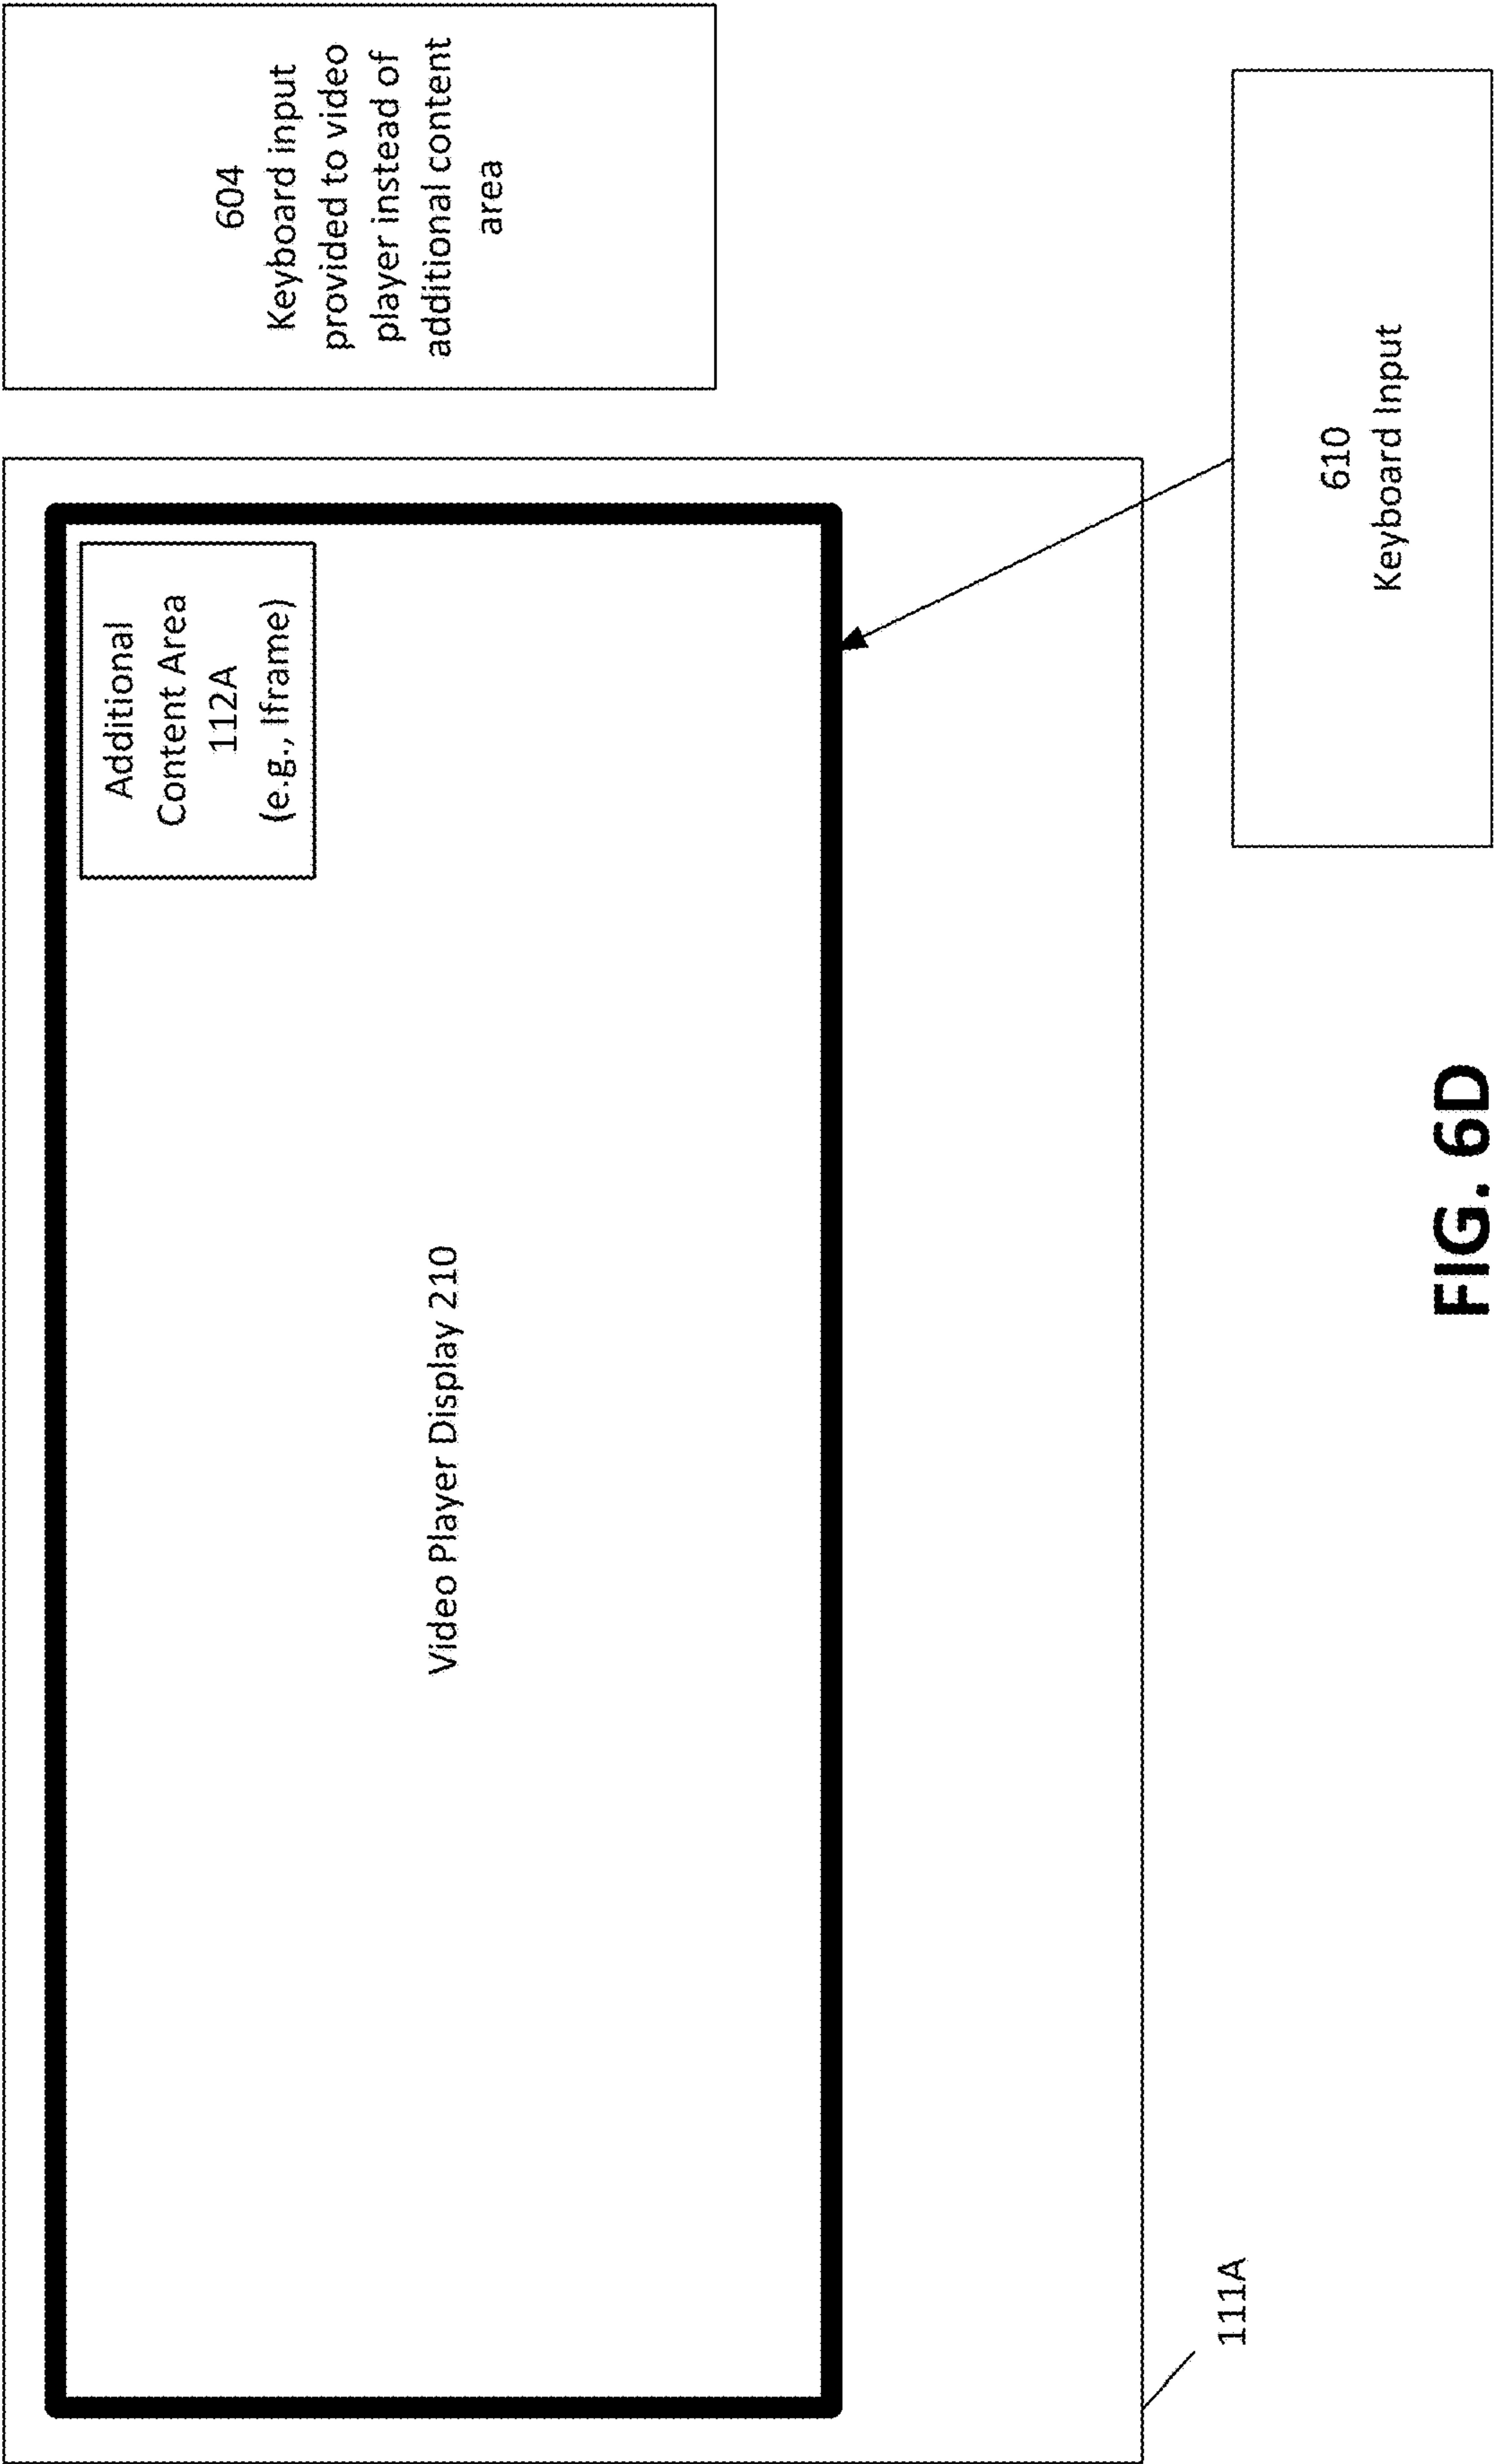 604
Keyboard input
provided to video
player instead of
additional content
area
Additional
Content Area
112A
(e.g., Iframe)
Video Player Display 210
610
Keyboard Input
111A
FIG. 6D